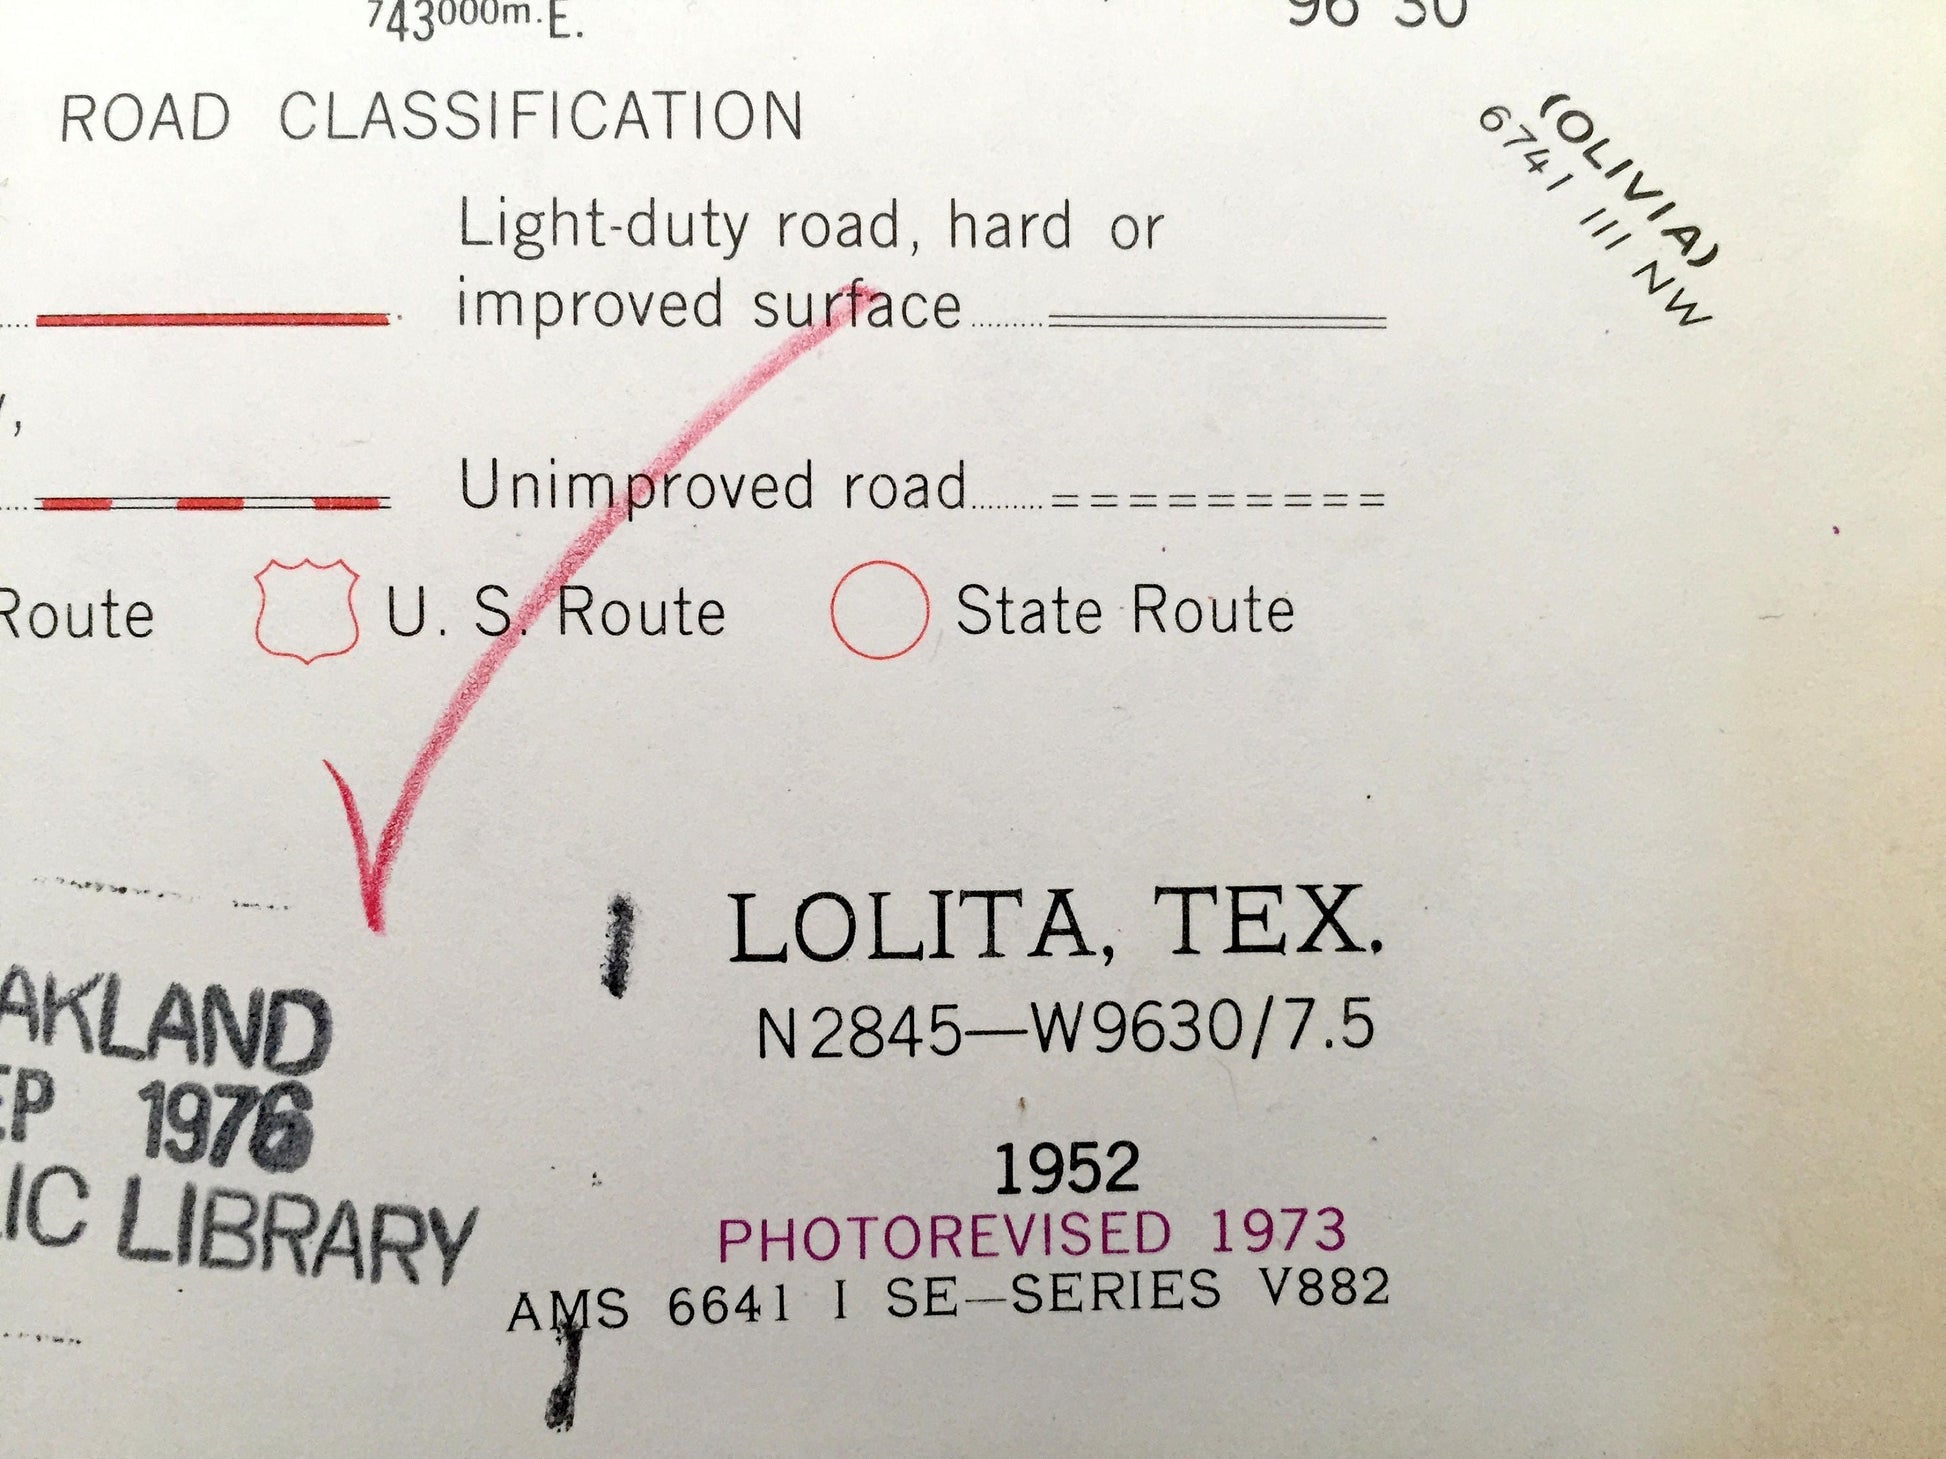 743000m.E.
96 30
ROAD CLASSIFICATION
(OLIVIA)
6741 III NW
Light-duty road, hard or
improved surface
Unimproved road
Route
U. S. Route
State Route
LOLITA, TEX.
N2845—W9630/7.5
AKLAND
EP 1976
LIC LIBRARY
1952
PHOTOREVISED 1973
AMS 6641 I SE—SERIES V882